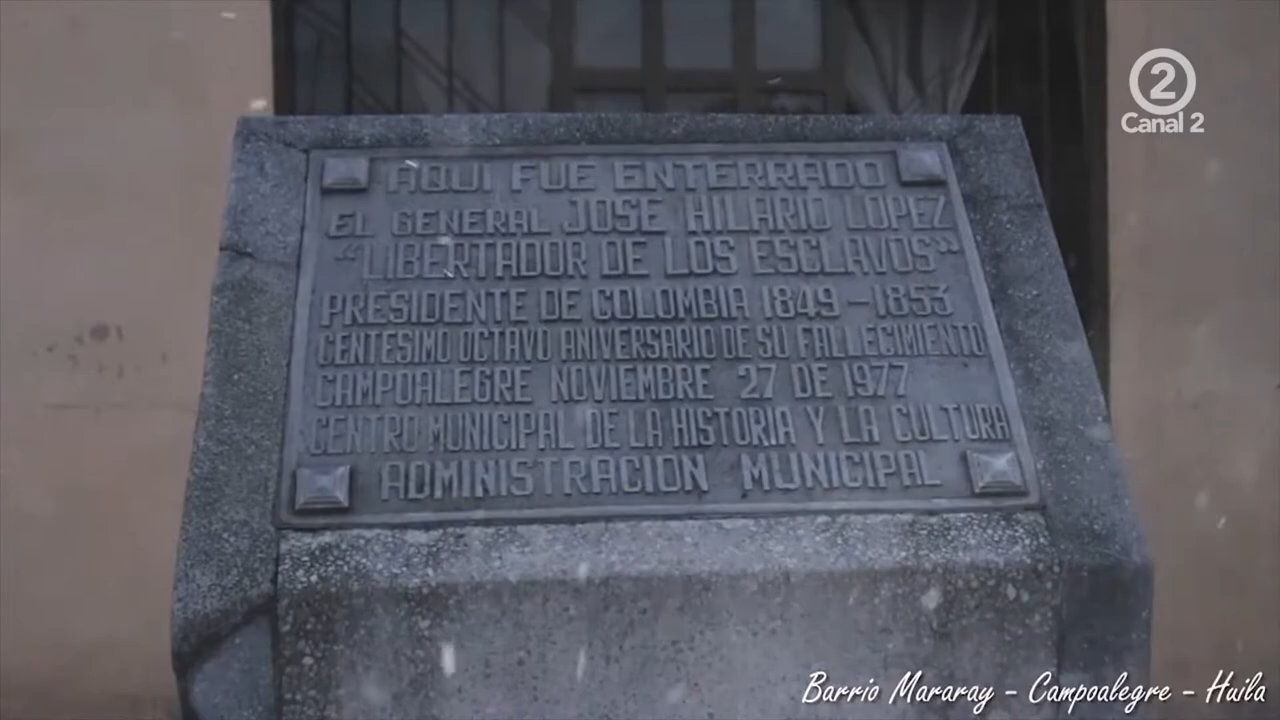 2
Canal 2
AQUI FUE ENTERRADO
EL GENERAL JOSE HILARIO LOPEZ
“LIBERTADOR DE LOS ESCLAVOS”
PRESIDENTE DE COLOMBIA 1849 - 1853
CENTESIMO OCTAVO ANIVERSARIO DE SU FALLECIMIENTO
CAMPOALEGRE NOVIEMBRE 27 DE 1977
CENTRO MUNICIPAL DE LA HISTORIA Y LA CULTURA
ADMINISTRACION MUNICIPAL
Barrio Mararay - Campoalegre - Huila